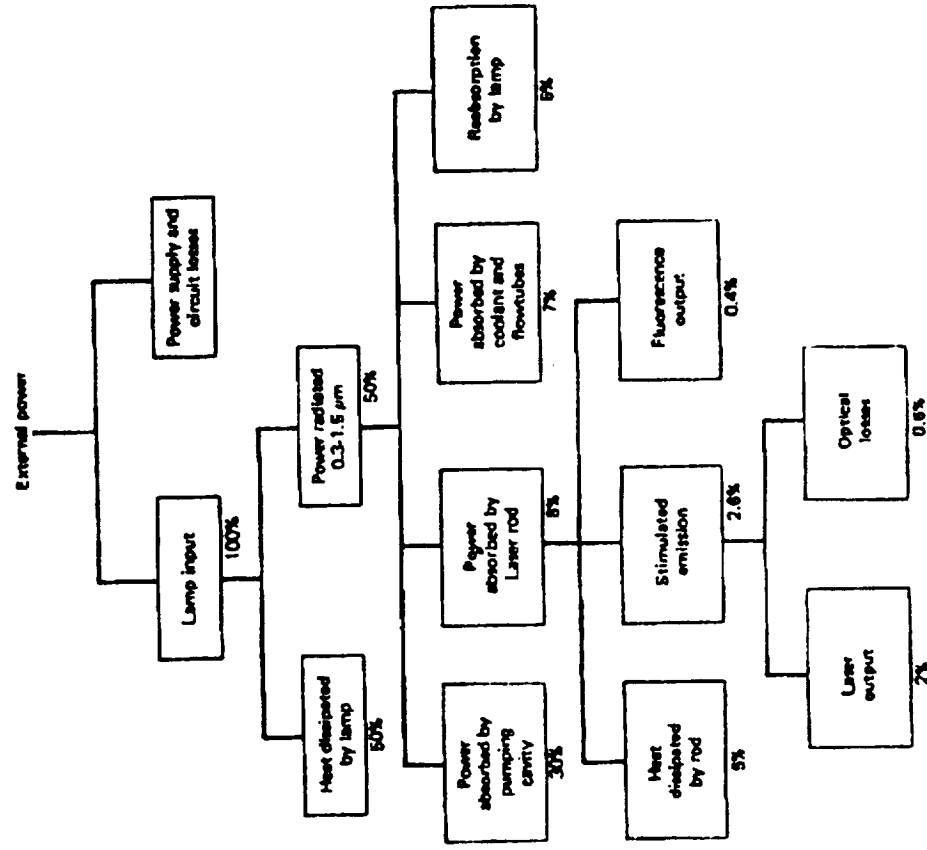 External power
Lamp input
100%
Power supply and
circuit losses
Heat dissipated
by lamp
50%
Power radiated
0.3-1.5 μm
50%
Power
absorbed by
pumping
cavity
30%
Power
absorbed by
Laser rod
8%
Power
absorbed by
coolant and
flowtubes
7%
Reabsorption
by lamp
5%
Heat
dissipated
by rod
5%
Stimulated
emission
2.6%
Fluorescence
output
0.4%
Laser
output
2%
Optical
losses
0.6%